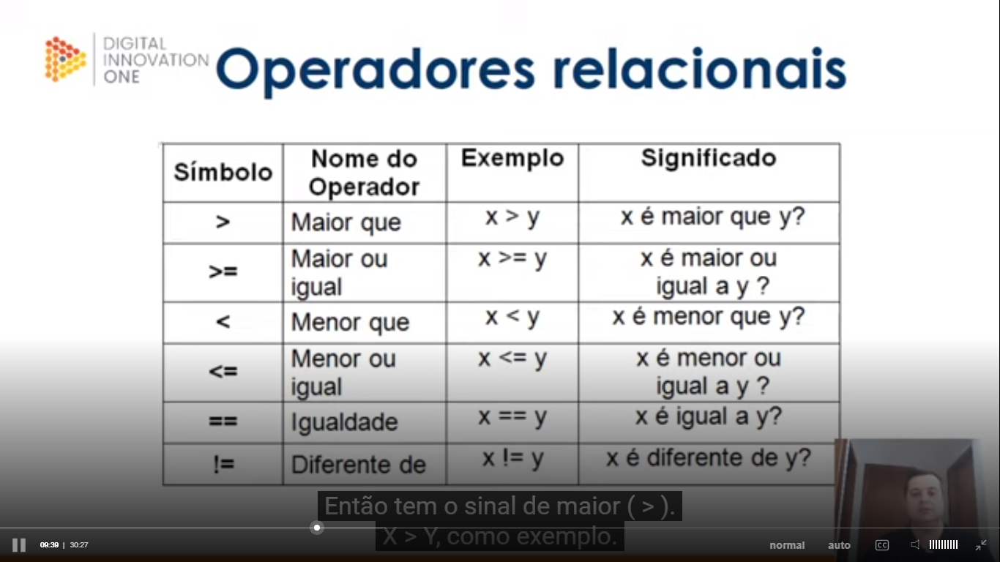 DIGITAL
INNOVATION
ONE
Operadores relacionais
Símbolo
Nome do
Operador
Exemplo
Significado
>
Maior que
x > y
x é maior que y?
>=
Maior ou
igual
x >= y
x é maior ou
igual a y ?
<
Menor que
x < y
x é menor que y?
<=
Menor ou
igual
x <= y
x é menor ou
igual a y ?
==
Igualdade
x == y
x é igual a y?
!=
Diferente de
x != y
x é diferente de y?
Então tem o sinal de maior ( > ).
X > Y, como exemplo.
09:39 | 30:27
normal
auto
CC